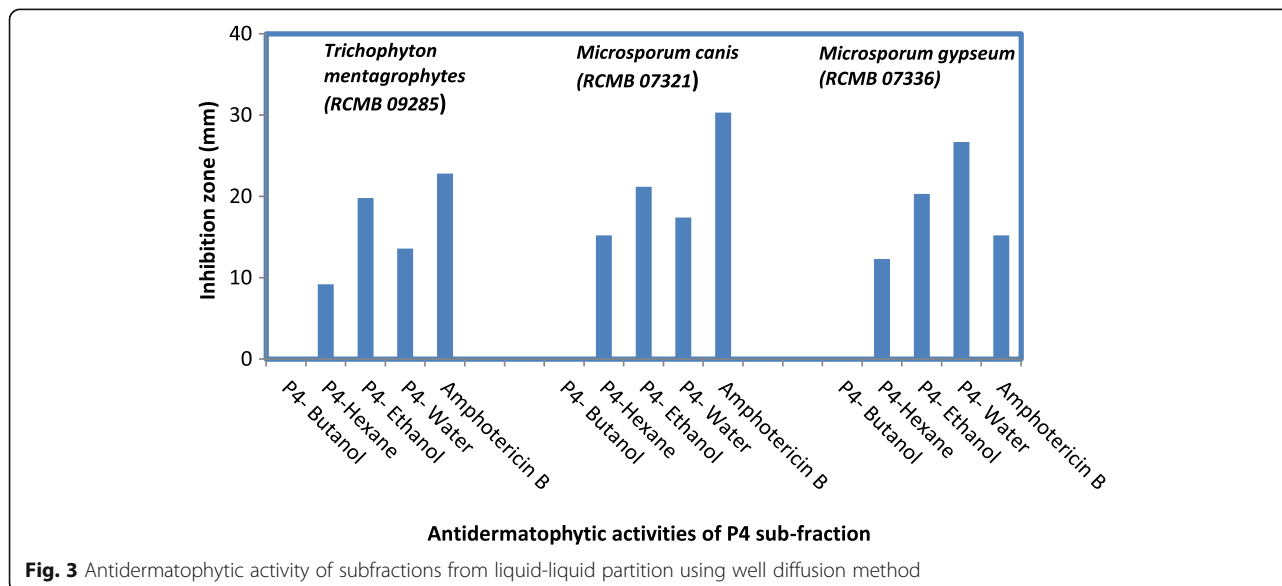 40
30
20
10
0
Inhibition zone (mm)
Trichophyton
mentagrophytes
(RCMB 09285)
Microsporum canis
(RCMB 07321)
Microsporum gypseum
(RCMB 07336)
P4- Butanol
P4-Hexane
P4- Ethanol
P4- Water
Amphotericin B
P4- Butanol
P4-Hexane
P4- Ethanol
P4- Water
Amphotericin B
P4- Butanol
P4-Hexane
P4- Ethanol
P4- Water
Amphotericin B
Antidermatophytic activities of P4 sub-fraction
Fig. 3 Antidermatophytic activity of subfractions from liquid-liquid partition using well diffusion method